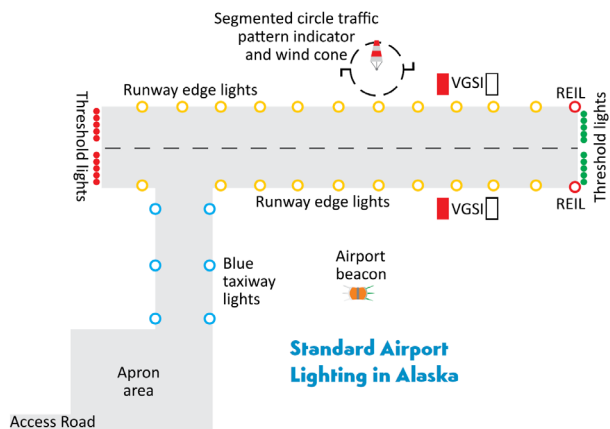 Segmented circle traffic
pattern indicator
and wind cone
Runway edge lights
VGSI
REIL
Threshold lights
Threshold lights
Runway edge lights
VGSI
REIL
Blue
taxiway
lights
Airport
beacon
Standard Airport
Lighting in Alaska
Apron
area
Access Road